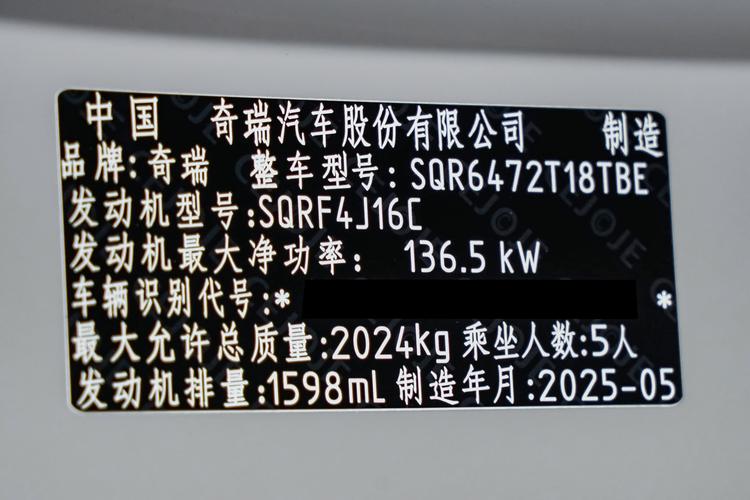 中国 奇瑞汽车股份有限公司 制造
品牌:奇瑞 整车型号:SQR6472T18TBE
发动机型号:SQRF4J16C
发动机最大净功率: 136.5 kW
车辆识别代号:* *
最大允许总质量:2024kg 乘坐人数:5人
发动机排量:1598mL 制造年月:2025-05